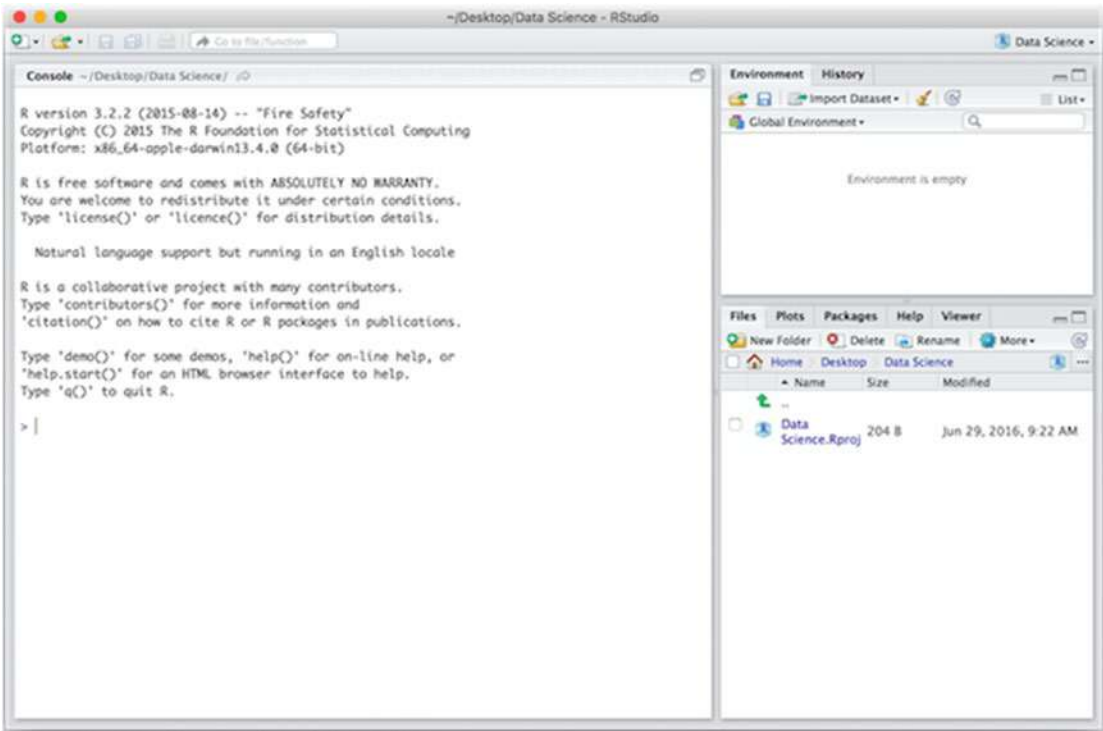 ~/Desktop/Data Science - RStudio
Go to file/function
Data Science
Console ~/Desktop/Data Science/
R version 3.2.2 (2015-08-14) -- "Fire Safety"
Copyright (C) 2015 The R Foundation for Statistical Computing
Platform: x86_64-apple-darwin13.4.0 (64-bit)
R is free software and comes with ABSOLUTELY NO WARRANTY.
You are welcome to redistribute it under certain conditions.
Type 'license()' or 'licence()' for distribution details.
Natural language support but running in an English locale
R is a collaborative project with many contributors.
Type 'contributors()' for more information and
'citation()' on how to cite R or R packages in publications.
Type 'demo()' for some demos, 'help()' for on-line help, or
'help.start()' for an HTML browser interface to help.
Type 'q()' to quit R.
>
Environment History
Import Dataset List
Global Environment
Environment is empty
Files Plots Packages Help Viewer
New Folder Delete Rename More
Home Desktop Data Science ...
Name Size Modified
..
Data Science.Rproj 204 B Jun 29, 2016, 9:22 AM